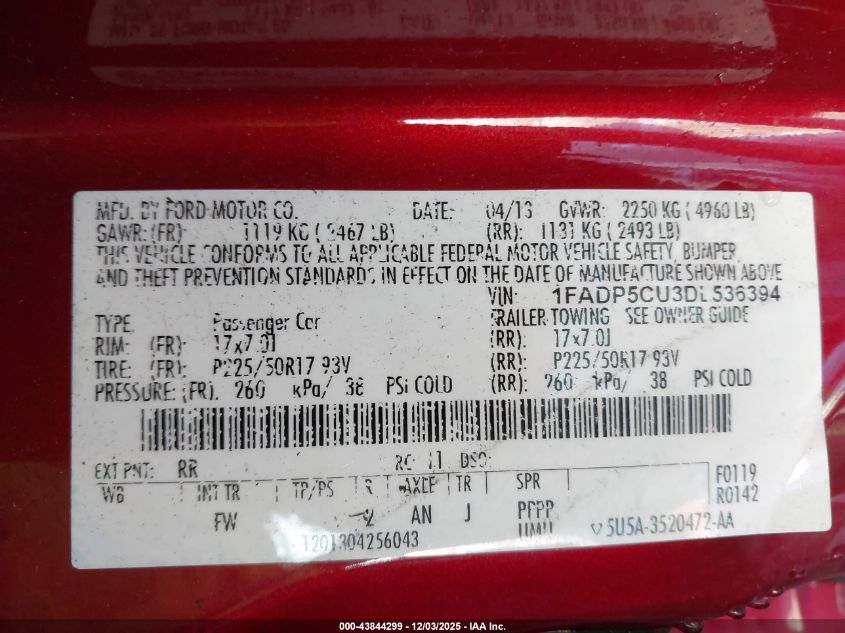 MFD. BY FORD MOTOR CO. DATE: 04/13 GVWR: 2250 KG ( 4960 LB)
GAWR: (FR) 1119 KG ( 2467 LB) (RR): 1131 KG ( 2493 LB)
THIS VEHICLE CONFORMS TO ALL APPLICABLE FEDERAL MOTOR VEHICLE SAFETY, BUMPER,
AND THEFT PREVENTION STANDARDS IN EFFECT ON THE DATE OF MANUFACTURE SHOWN ABOVE
VIN: 1FADP5CU3DL536394
TYPE: Passenger Car TRAILER TOWING SEE OWNER GUIDE
RIM: (FR): 17x7.0J (RR): 17x7.0J
TIRE: (FR): P225/50R17 93V (RR): P225/50R17 93V
PRESSURE: (FR). 260 kPa/ 38 PSI COLD (RR): 260 kPa/ 38 PSI COLD
EXT PNT: RR RC: 11 DSO:
WB INT TR TP/PS R AXLE TR SPR F0119
R0142
FW 2 AN J
1201304256043 5U5A-3520472-AA
000-43844299 - 12/03/2025 - IAA Inc.